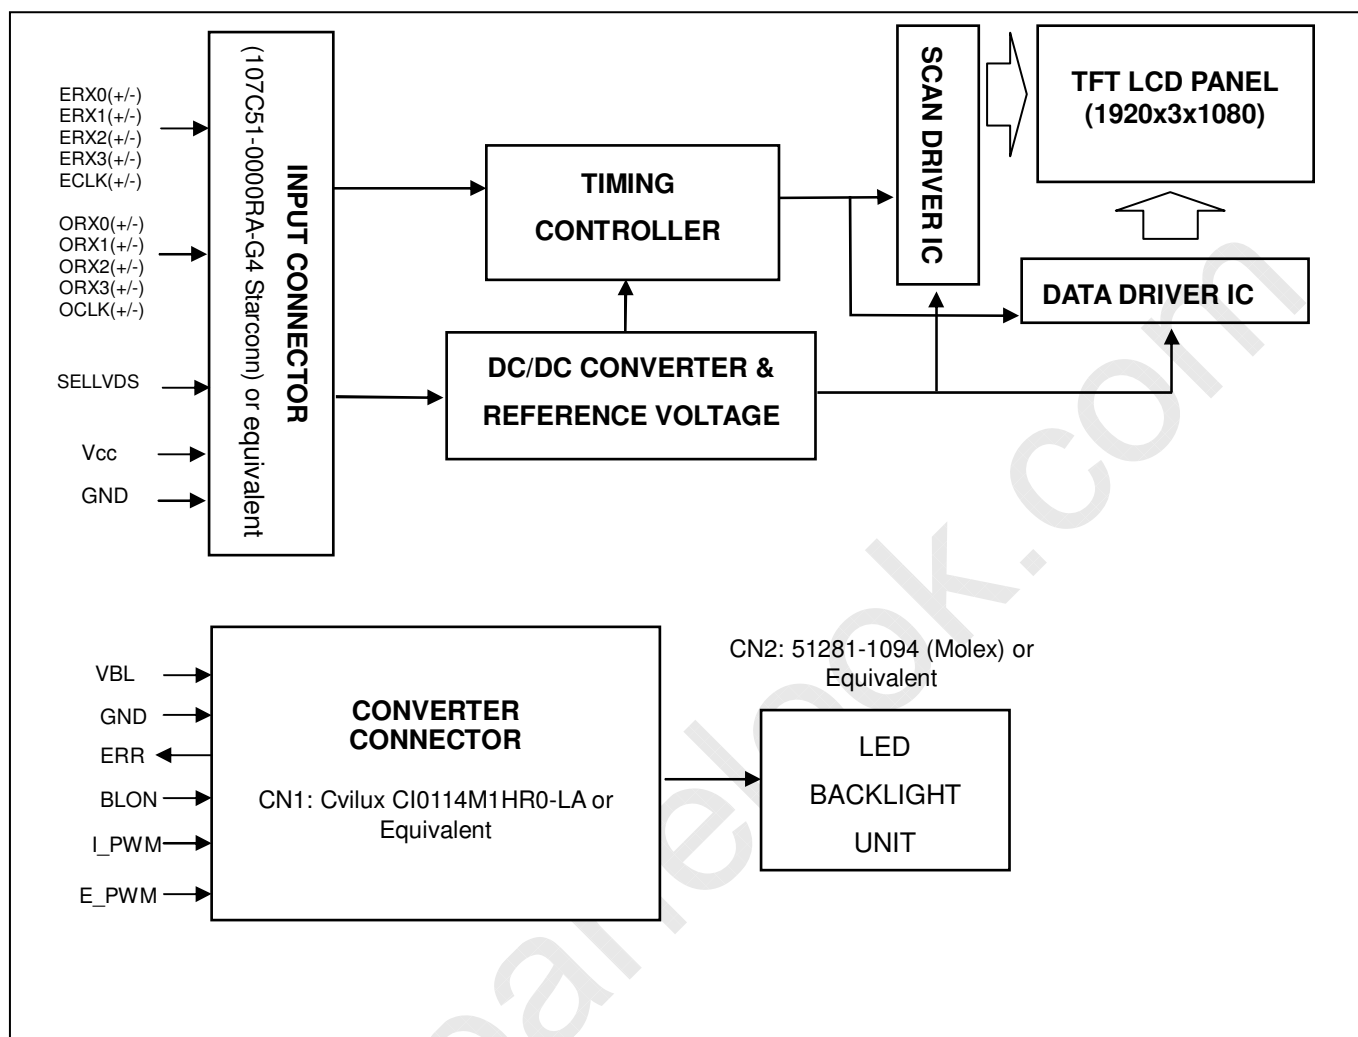 ERX0(+/-)
ERX1(+/-)
ERX2(+/-)
ERX3(+/-)
ECLK(+/-)
ORX0(+/-)
ORX1(+/-)
ORX2(+/-)
ORX3(+/-)
OCLK(+/-)
SELLVDS
Vcc
GND
INPUT CONNECTOR
(107C51-0000RA-G4 Starconn) or equivalent
TIMING
CONTROLLER
DC/DC CONVERTER &
REFERENCE VOLTAGE
SCAN DRIVER IC
TFT LCD PANEL
(1920x3x1080)
DATA DRIVER IC
VBL
GND
ERR
BLON
I_PWM
E_PWM
CONVERTER
CONNECTOR
CN1: Cvilux CI0114M1HR0-LA or
Equivalent
CN2: 51281-1094 (Molex) or
Equivalent
LED
BACKLIGHT
UNIT
panelook.com